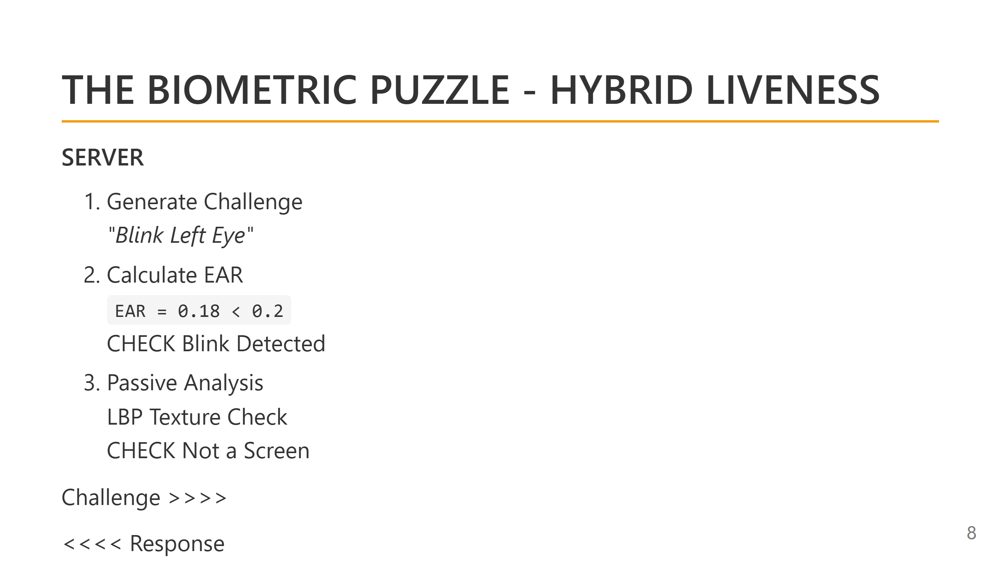 THE BIOMETRIC PUZZLE - HYBRID LIVENESS
SERVER
1. Generate Challenge
"Blink Left Eye"
2. Calculate EAR
EAR = 0.18 < 0.2
CHECK Blink Detected
3. Passive Analysis
LBP Texture Check
CHECK Not a Screen
Challenge >>>>
<<<< Response
8